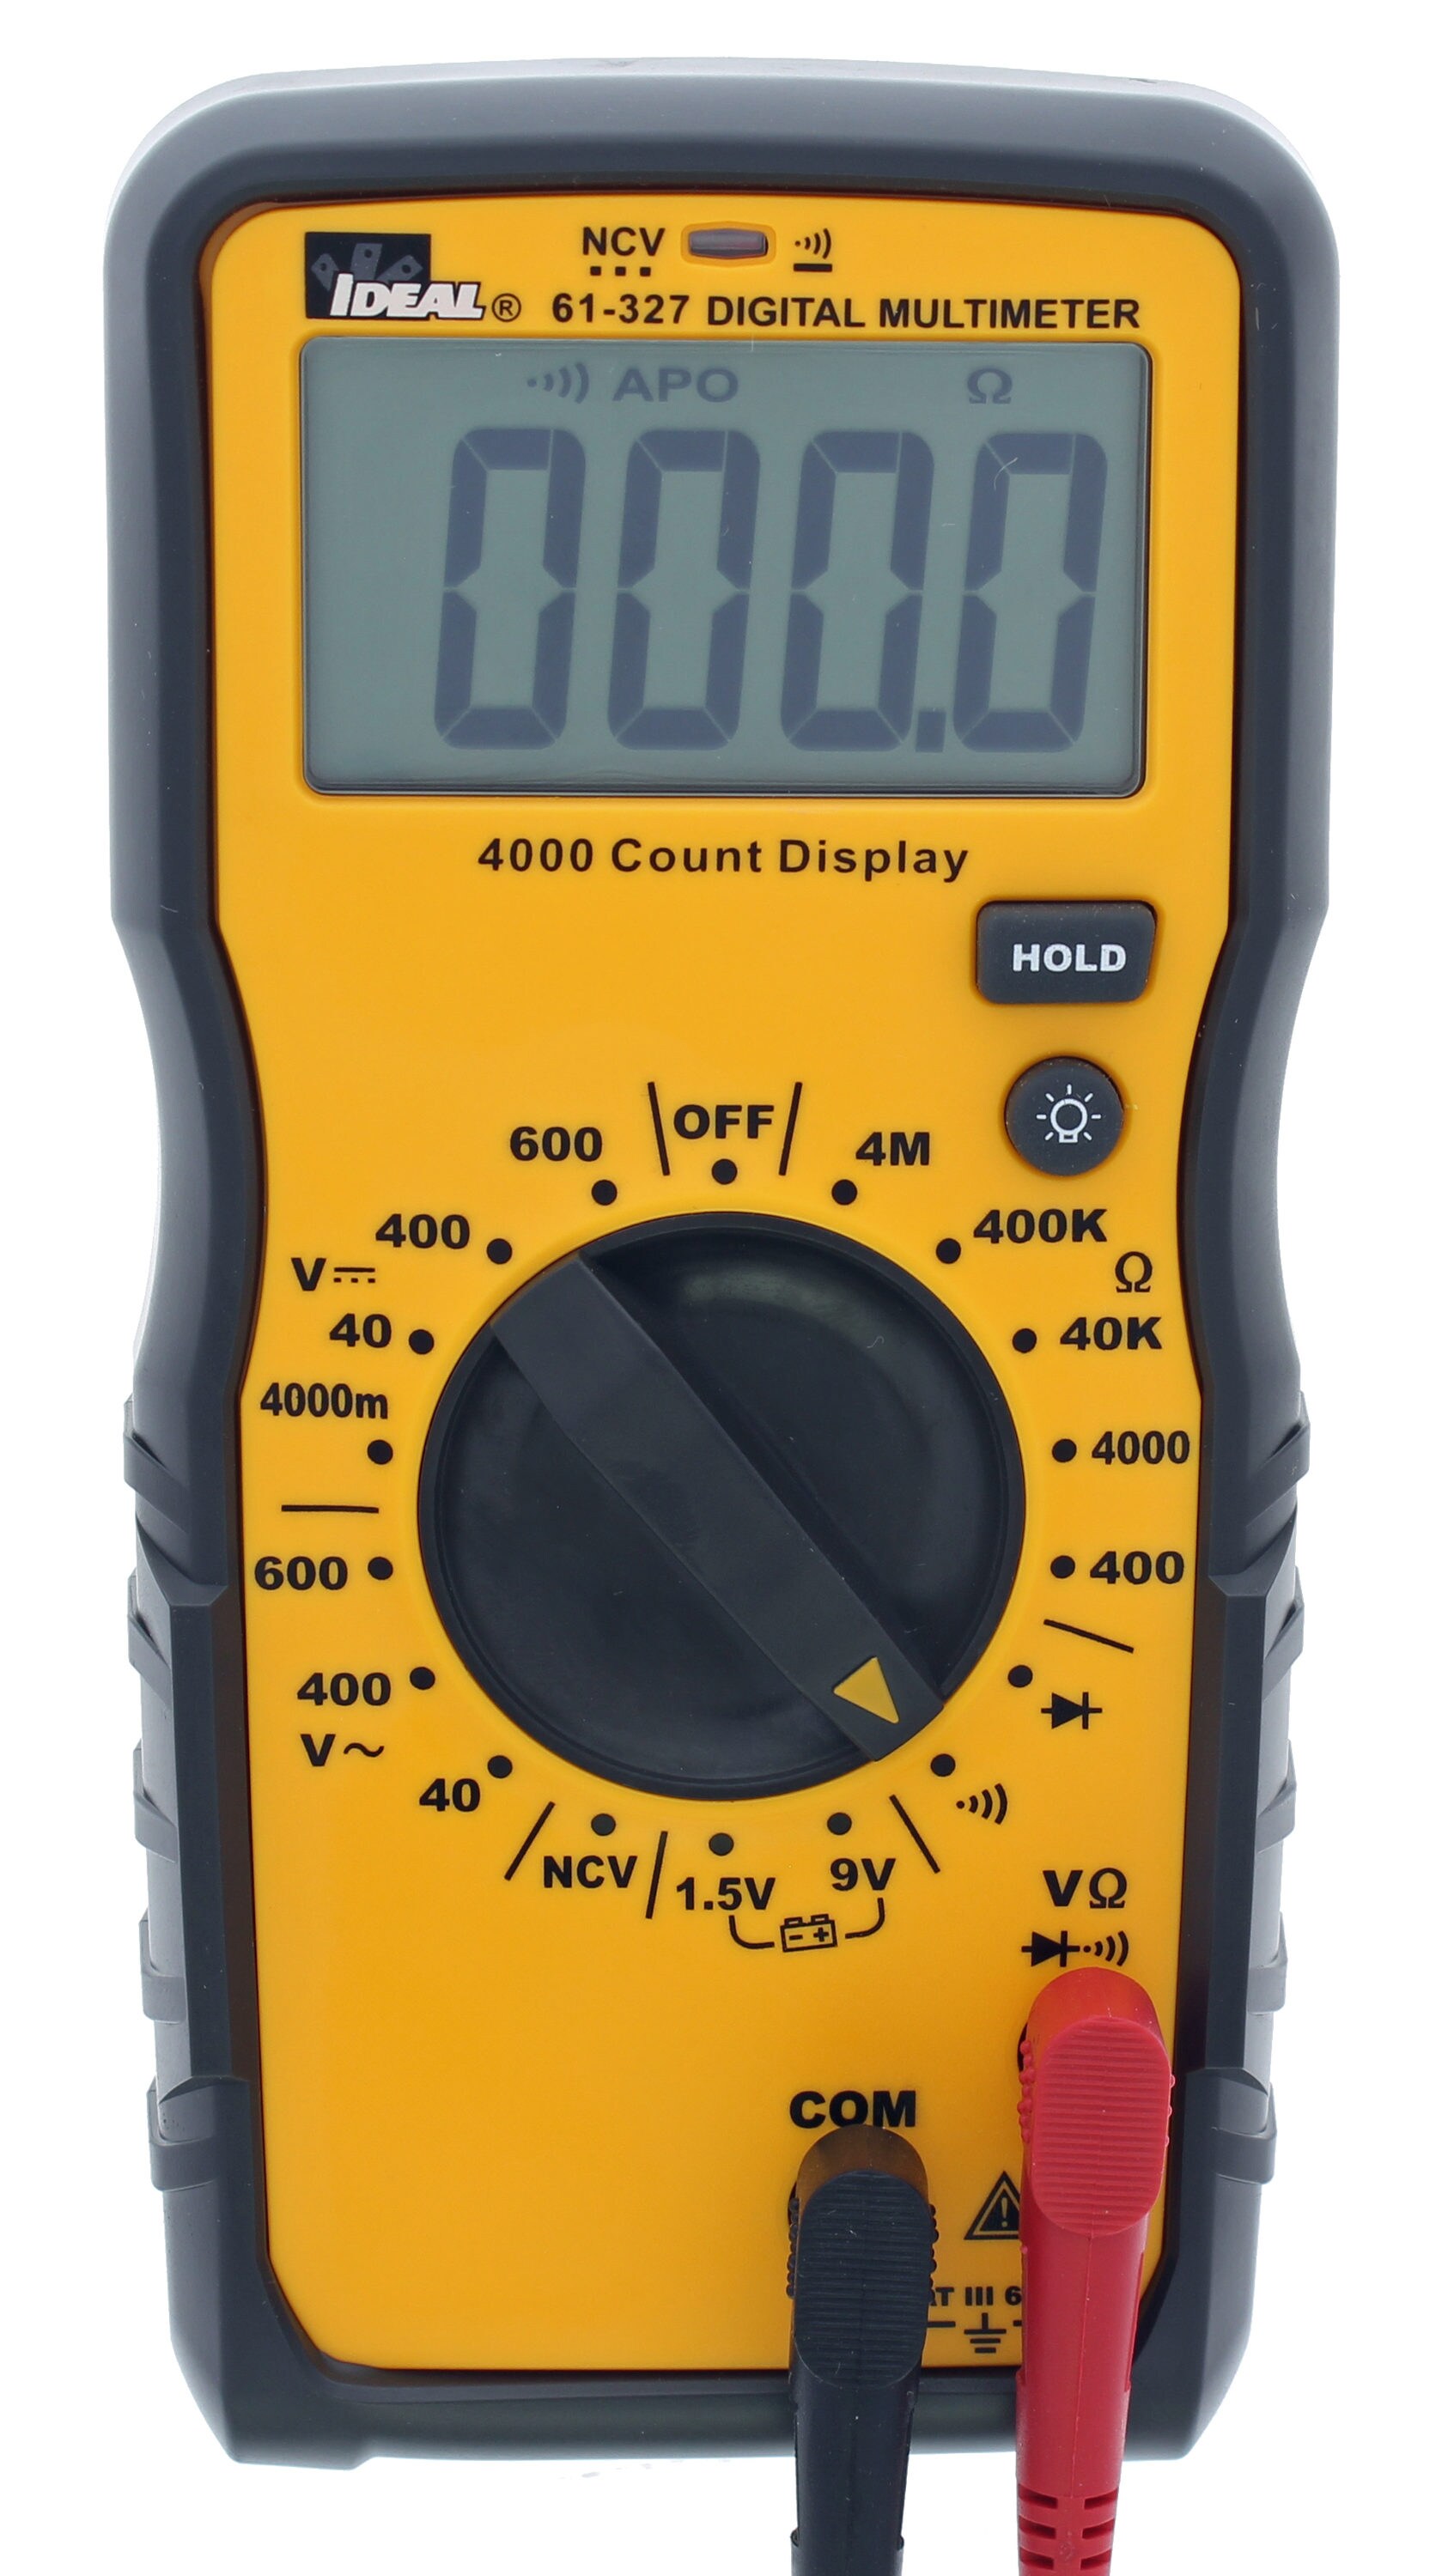 NCV
IDEAL® 61-327 DIGITAL MULTIMETER
APO Ω
000.0
4000 Count Display
HOLD
OFF
600
4M
400
400K
V
Ω
40
40K
4000m
4000
600
400
400
V~
40
NCV
1.5V
9V
VΩ
COM
III